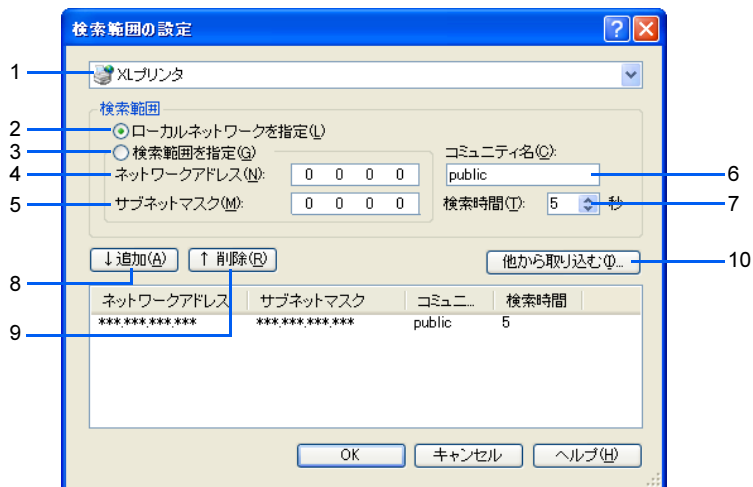 検索範囲の設定
1
XLプリンタ
検索範囲
2
ローカルネットワークを指定(L)
3
検索範囲を指定(G)
コミュニティ名(C):
4
ネットワークアドレス(N):
0 0 0 0
public
6
5
サブネットマスク(M):
0 0 0 0
検索時間(T):
5
秒
7
↓追加(A)
↑ 削除(R)
他から取り込む(I)...
8
9
10
ネットワークアドレス サブネットマスク コミュニ... 検索時間
***.***.***.*** ***.***.***.*** public 5
OK
キャンセル
ヘルプ(H)